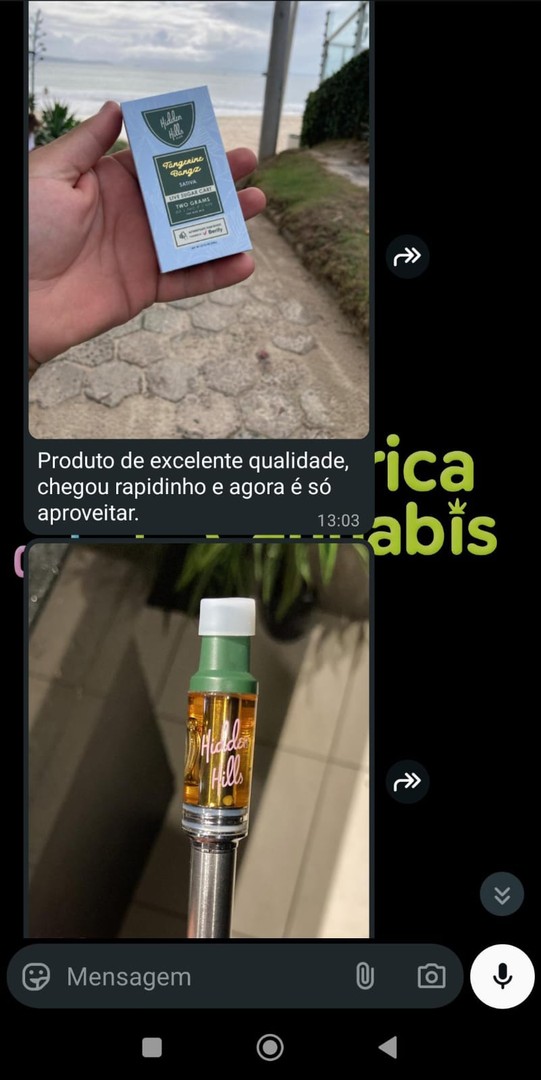 Hidden
Hills
Tangerine
Bangz
SATIVA
LIVE SUGAR CART
TWO GRAMS
Produto de excelente qualidade,
chegou rapidinho e agora é só
aproveitar.
13:03
rica
abis
Hidden
Hills
Mensagem